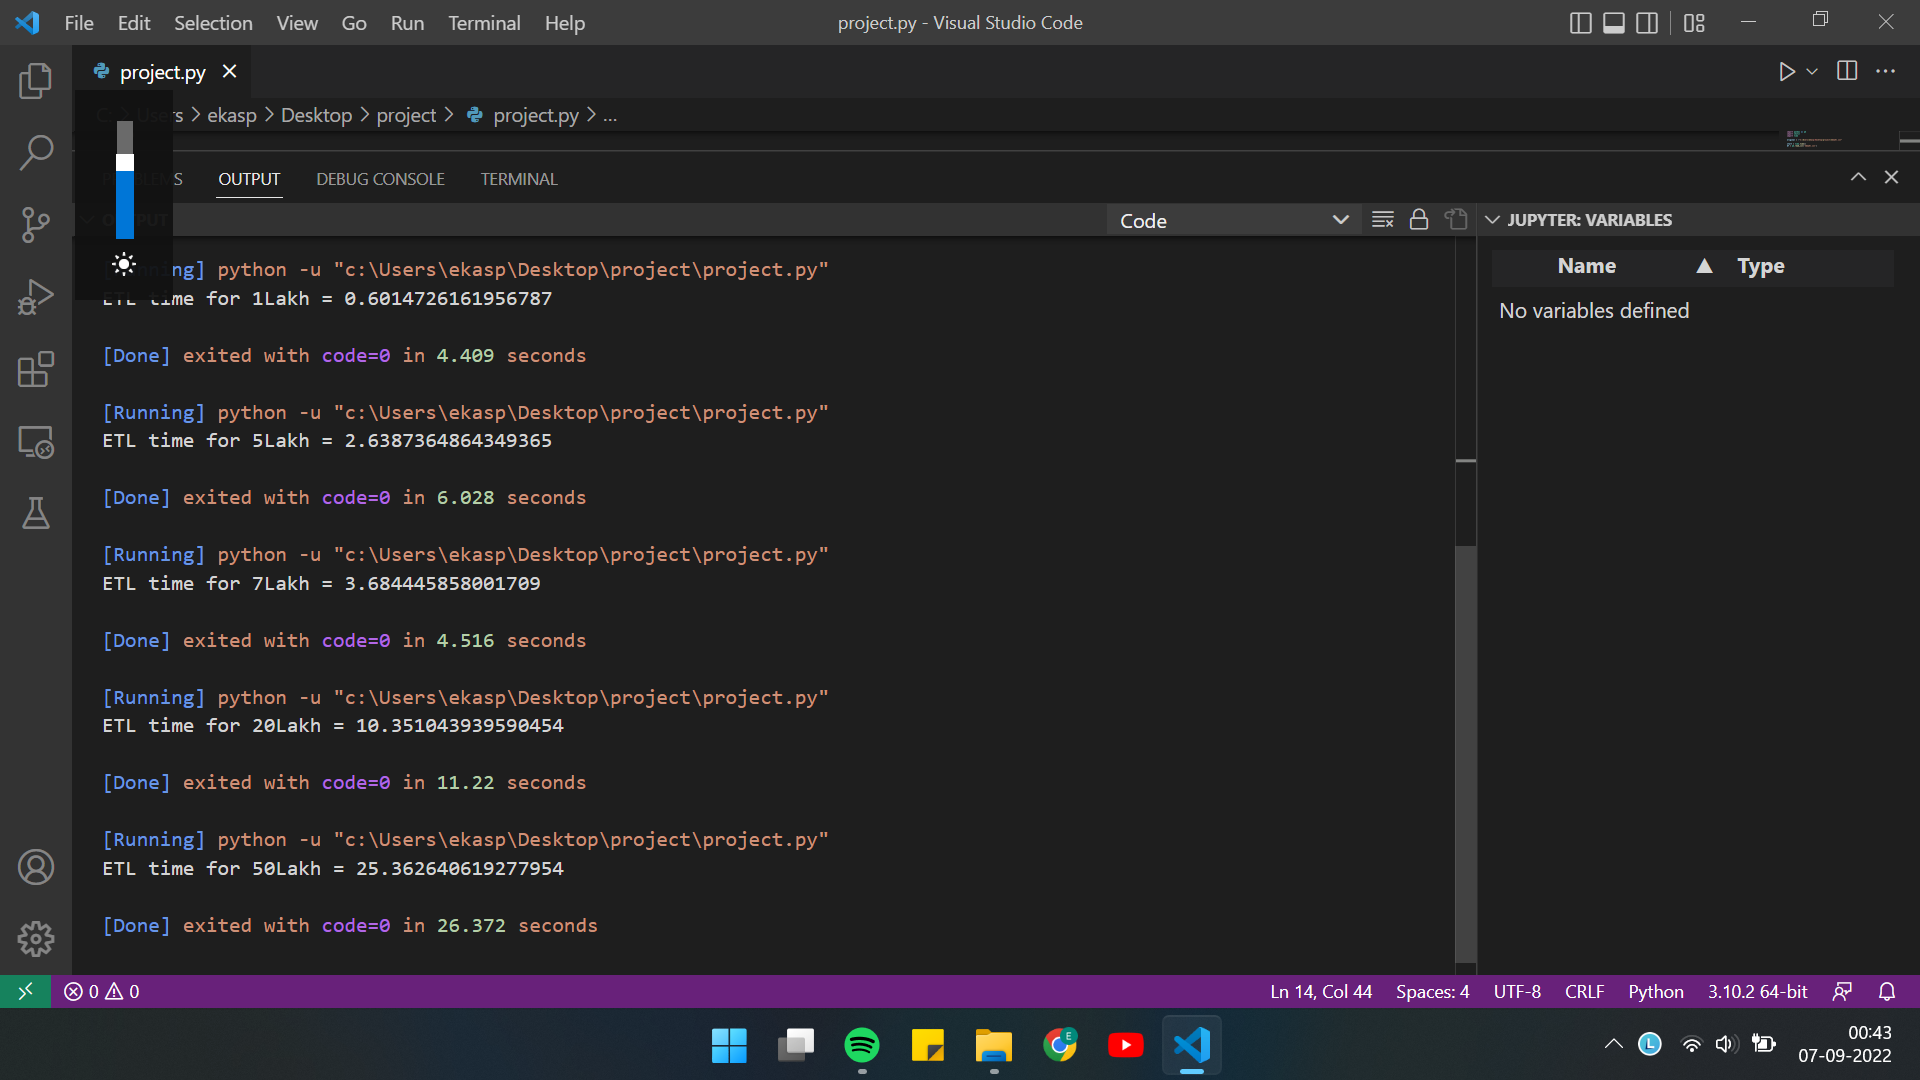 File Edit Selection View Go Run Terminal Help
project.py - Visual Studio Code
project.py
ekasp > Desktop > project > project.py > ...
OUTPUT DEBUG CONSOLE TERMINAL
Code
JUPYTER: VARIABLES
Name Type
No variables defined
python -u "c:\Users\ekasp\Desktop\project\project.py"
ETL time for 1Lakh = 0.6014726161956787
[Done] exited with code=0 in 4.409 seconds
[Running] python -u "c:\Users\ekasp\Desktop\project\project.py"
ETL time for 5Lakh = 2.6387364864349365
[Done] exited with code=0 in 6.028 seconds
[Running] python -u "c:\Users\ekasp\Desktop\project\project.py"
ETL time for 7Lakh = 3.684445858001709
[Done] exited with code=0 in 4.516 seconds
[Running] python -u "c:\Users\ekasp\Desktop\project\project.py"
ETL time for 20Lakh = 10.351043939590454
[Done] exited with code=0 in 11.22 seconds
[Running] python -u "c:\Users\ekasp\Desktop\project\project.py"
ETL time for 50Lakh = 25.362640619277954
[Done] exited with code=0 in 26.372 seconds
0 0
Ln 14, Col 44 Spaces: 4 UTF-8 CRLF Python 3.10.2 64-bit
E
L
00:43
07-09-2022